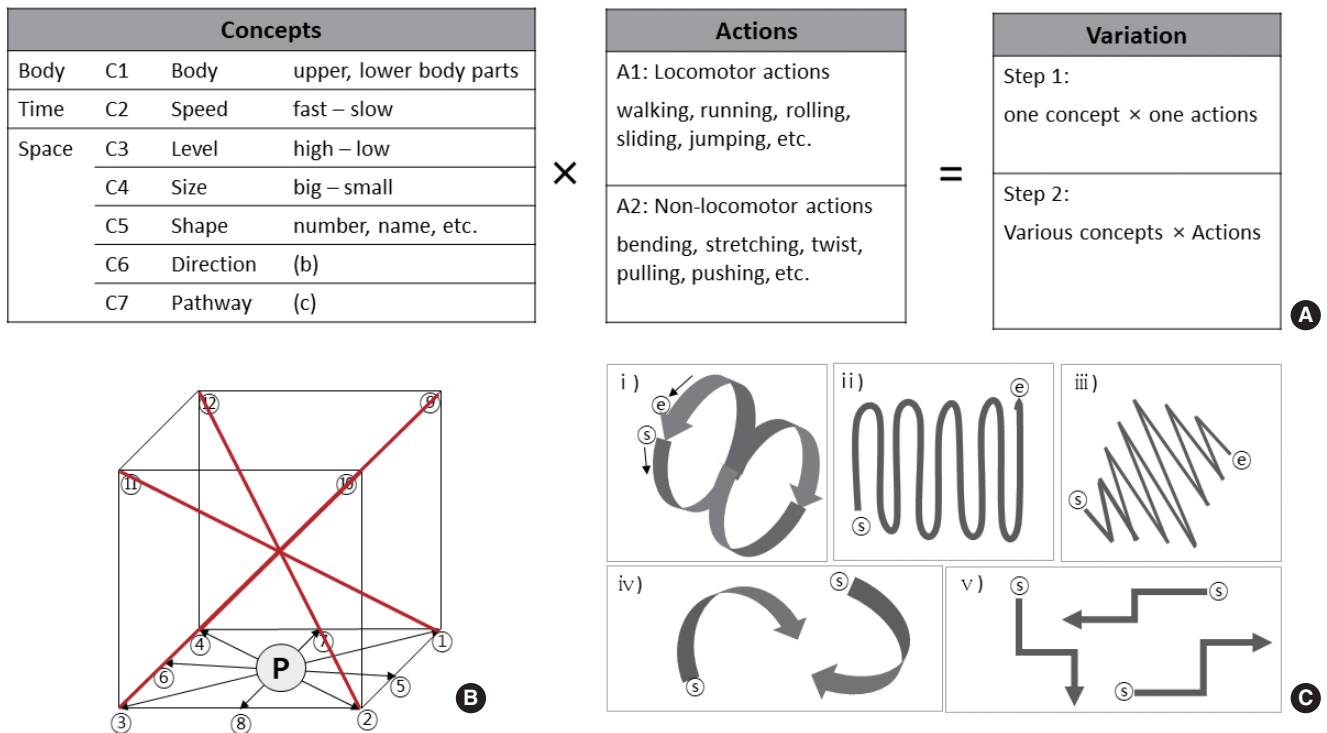 Concepts
Body C1 Body upper, lower body parts
Time C2 Speed fast – slow
Space C3 Level high – low
C4 Size big – small
C5 Shape number, name, etc.
C6 Direction (b)
C7 Pathway (c)
×
Actions
A1: Locomotor actions
walking, running, rolling,
sliding, jumping, etc.
A2: Non-locomotor actions
bending, stretching, twist,
pulling, pushing, etc.
=
Variation
Step 1:
one concept × one actions
Step 2:
Various concepts × Actions
A
⑫ ⑨
⑪ ⑩
④ ⑦ ①
P
⑥ ⑤
③ ⑧ ②
B
i) ⓔ ⓢ
ii) ⓔ ⓢ
iii) ⓢ ⓔ
iv) ⓢ ⓢ
v) ⓢ ⓢ ⓢ
C